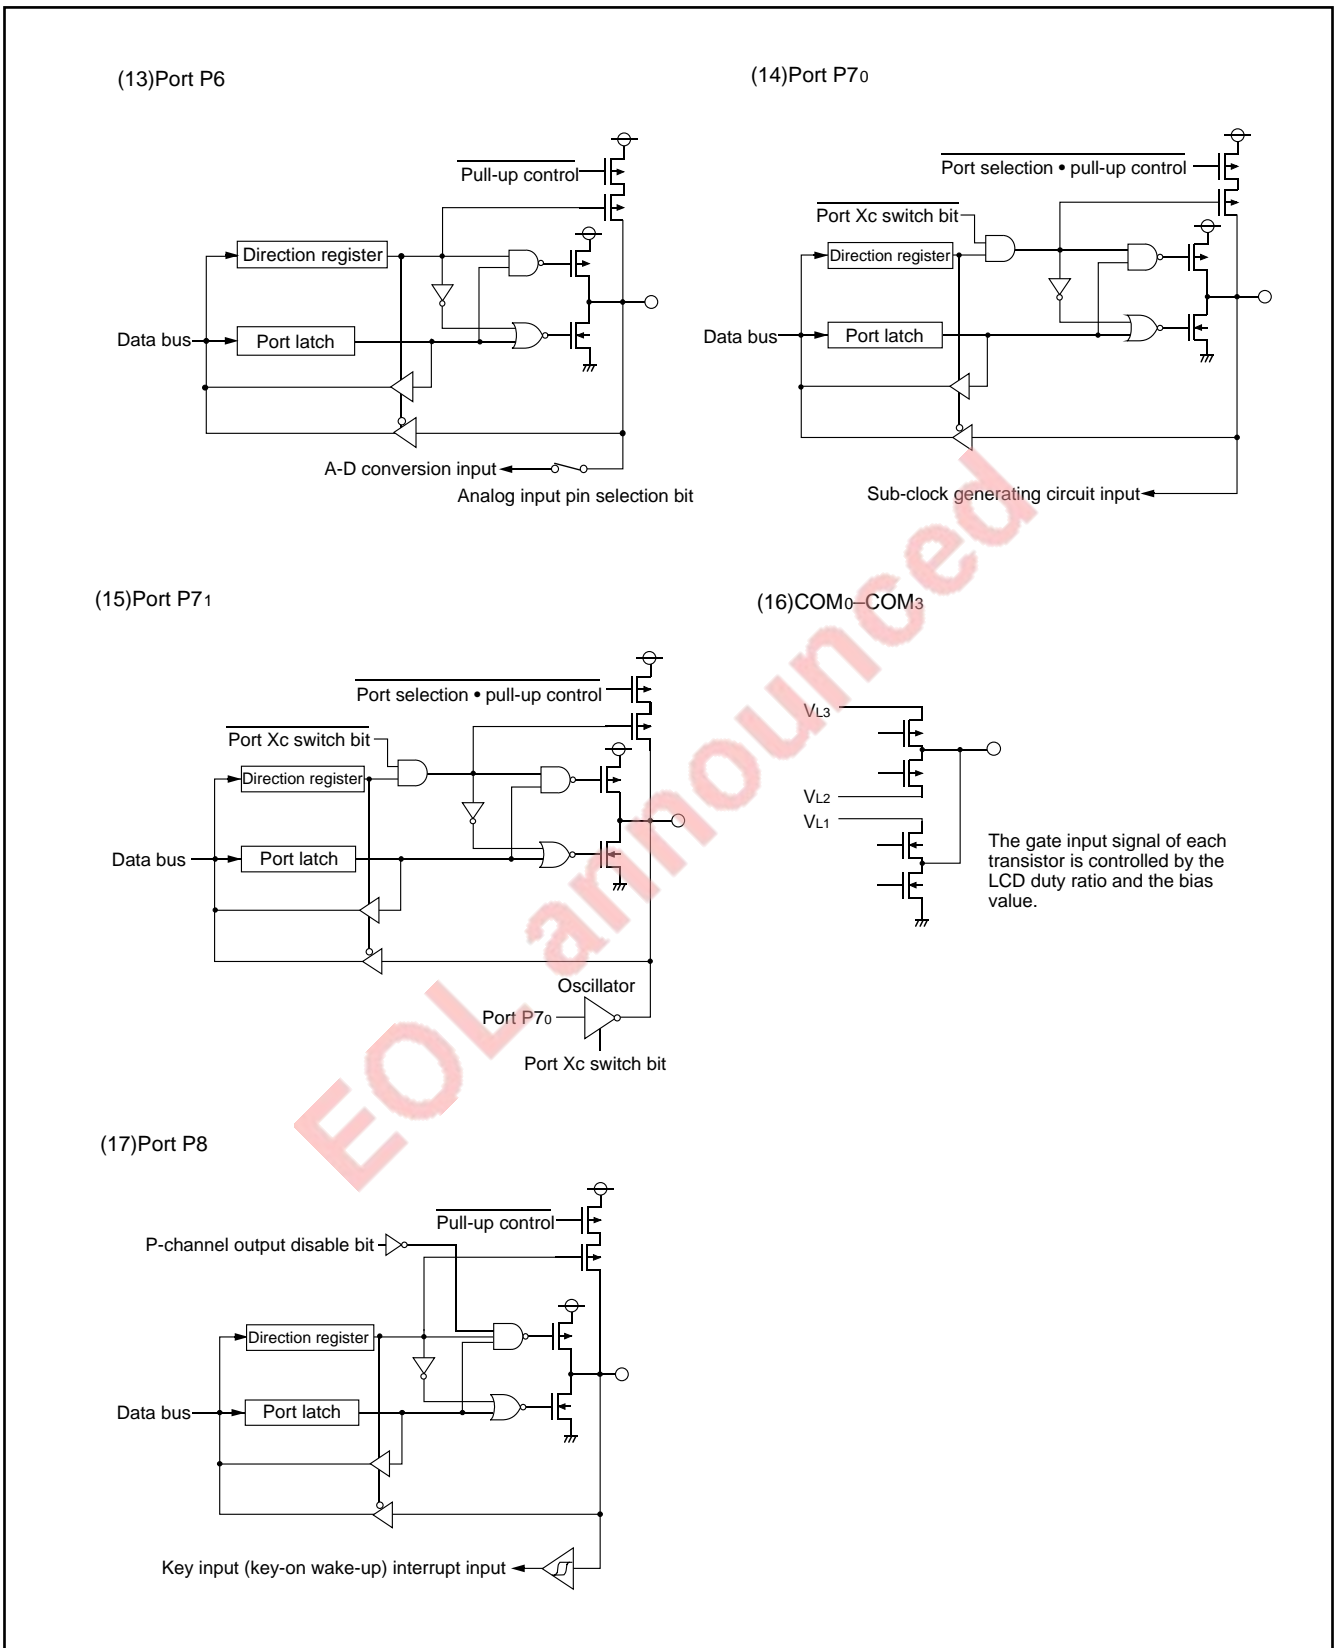 (13)Port P6
Pull-up control
Direction register
Data bus
Port latch
A-D conversion input
Analog input pin selection bit
(14)Port P70
Port selection • pull-up control
Port Xc switch bit
Direction register
Data bus
Port latch
Sub-clock generating circuit input
(15)Port P71
Port selection • pull-up control
Port Xc switch bit
Direction register
Data bus
Port latch
Oscillator
Port P70
Port Xc switch bit
(16)COM0–COM3
VL3
VL2
VL1
The gate input signal of each
transistor is controlled by the
LCD duty ratio and the bias
value.
(17)Port P8
Pull-up control
P-channel output disable bit
Direction register
Data bus
Port latch
Key input (key-on wake-up) interrupt input
EOL announced